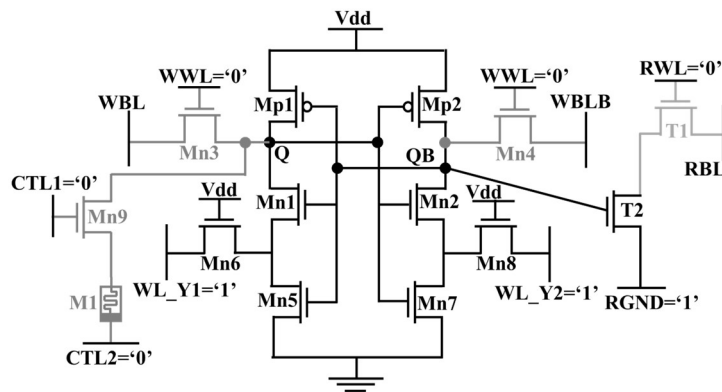 Vdd
WWL=‘0’
WWL=‘0’
RWL=‘0’
WBL
Mp1
Mp2
WBLB
T1
Mn3
Q
QB
Mn4
RBL
CTL1=‘0’
Vdd
Mn1
Mn2
Vdd
T2
Mn9
Mn6
Mn8
M1
WL_Y1=‘1’
Mn5
Mn7
WL_Y2=‘1’
RGND=‘1’
CTL2=‘0’